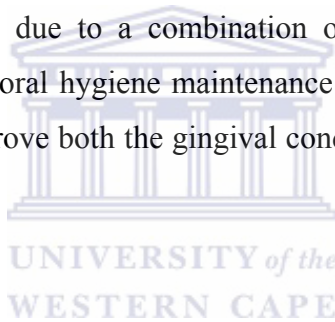 due to a combination o
oral hygiene maintenance
rove both the gingival cond
UNIVERSITY of the
WESTERN CAPE